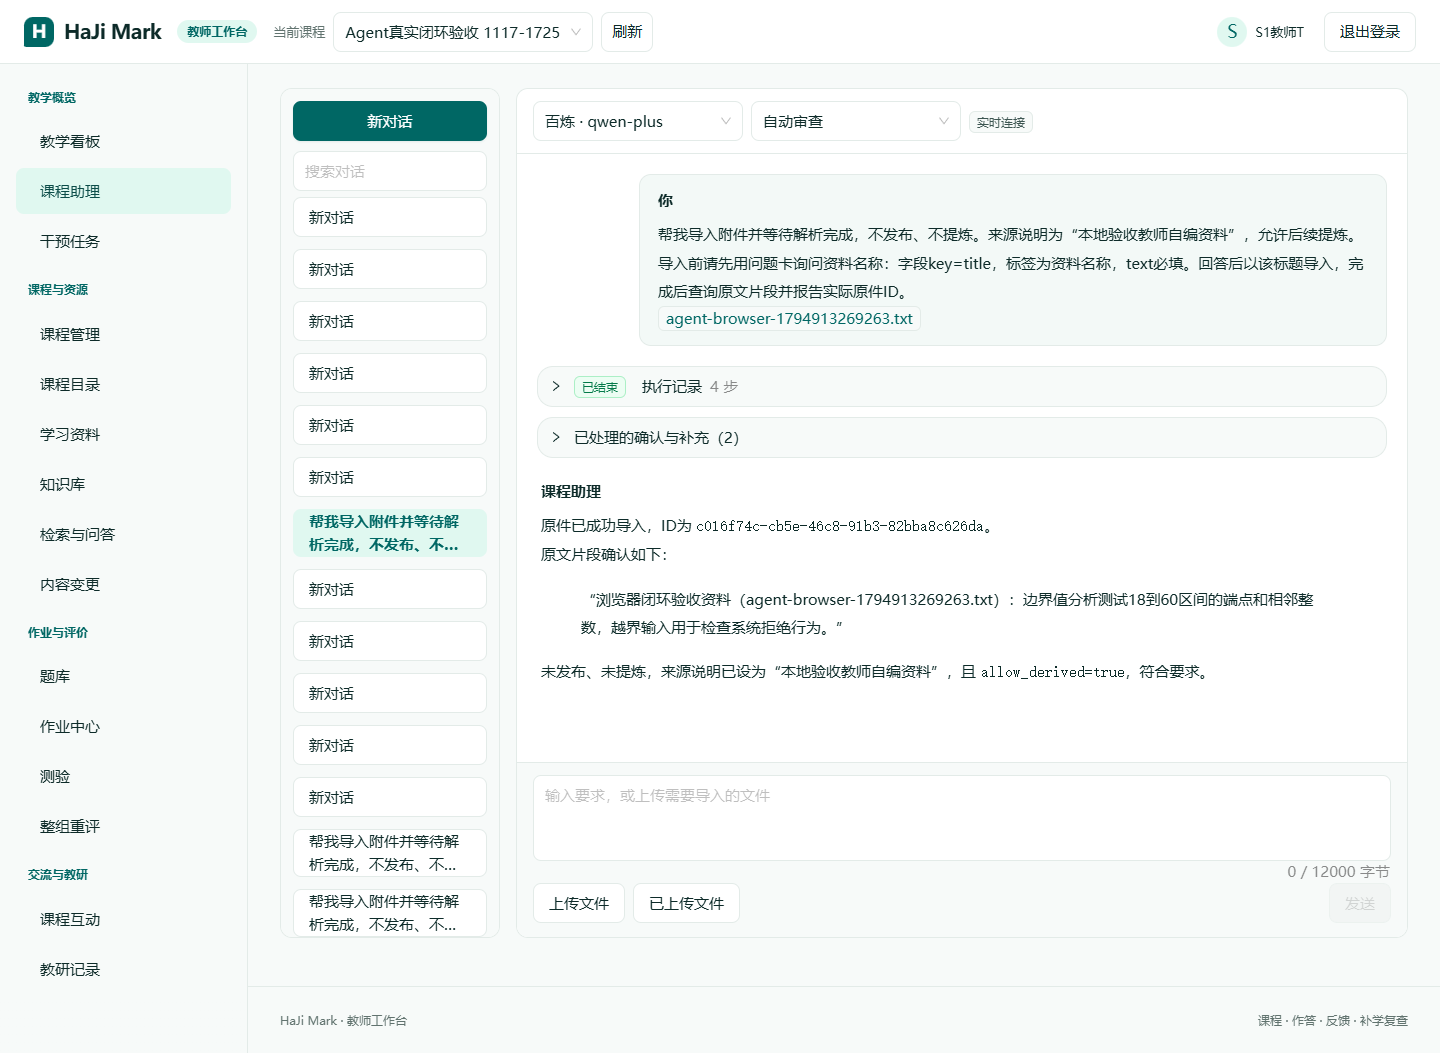 H HaJi Mark 教师工作台 当前课程 Agent真实闭环验收 1117-1725 刷新 S S1教师T 退出登录
教学概览
教学看板
课程助理
干预任务
课程与资源
课程管理
课程目录
学习资料
知识库
检索与问答
内容变更
作业与评价
题库
作业中心
测验
整组重评
交流与教研
课程互动
教研记录
新对话
搜索对话
新对话
新对话
新对话
新对话
新对话
新对话
帮我导入附件并等待解
析完成，不发布、不...
新对话
新对话
新对话
新对话
新对话
帮我导入附件并等待解
析完成，不发布、不...
帮我导入附件并等待解
析完成，不发布、不...
百炼 · qwen-plus 自动审查 实时连接
你
帮我导入附件并等待解析完成，不发布、不提炼。来源说明为“本地验收教师自编资料”，允许后续提炼。
导入前请先用问题卡询问资料名称：字段key=title，标签为资料名称，text必填。回答后以该标题导入，完
成后查询原文片段并报告实际原件ID。
agent-browser-1794913269263.txt
已结束 执行记录 4 步
已处理的确认与补充（2）
课程助理
原件已成功导入，ID为 c016f74c-cb5e-46c8-91b3-82bba8c626da。
原文片段确认如下：
“浏览器闭环验收资料（agent-browser-1794913269263.txt）：边界值分析测试18到60区间的端点和相邻整
数，越界输入用于检查系统拒绝行为。”
未发布、未提炼，来源说明已设为“本地验收教师自编资料”，且 allow_derived=true，符合要求。
输入要求，或上传需要导入的文件
0 / 12000 字节
上传文件 已上传文件 发送
HaJi Mark · 教师工作台 课程 · 作答 · 反馈 · 补学复查